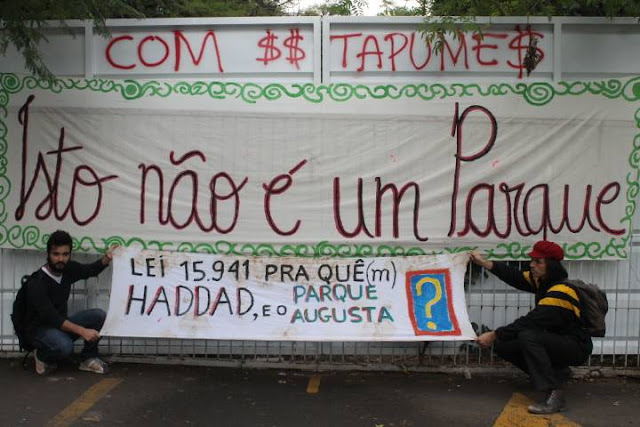 COM $$ TAPUME$
Isto não é um Parque
LEI 15.941 PRA QUÊ(m)
HADDAD, E O PARQUE AUGUSTA ?